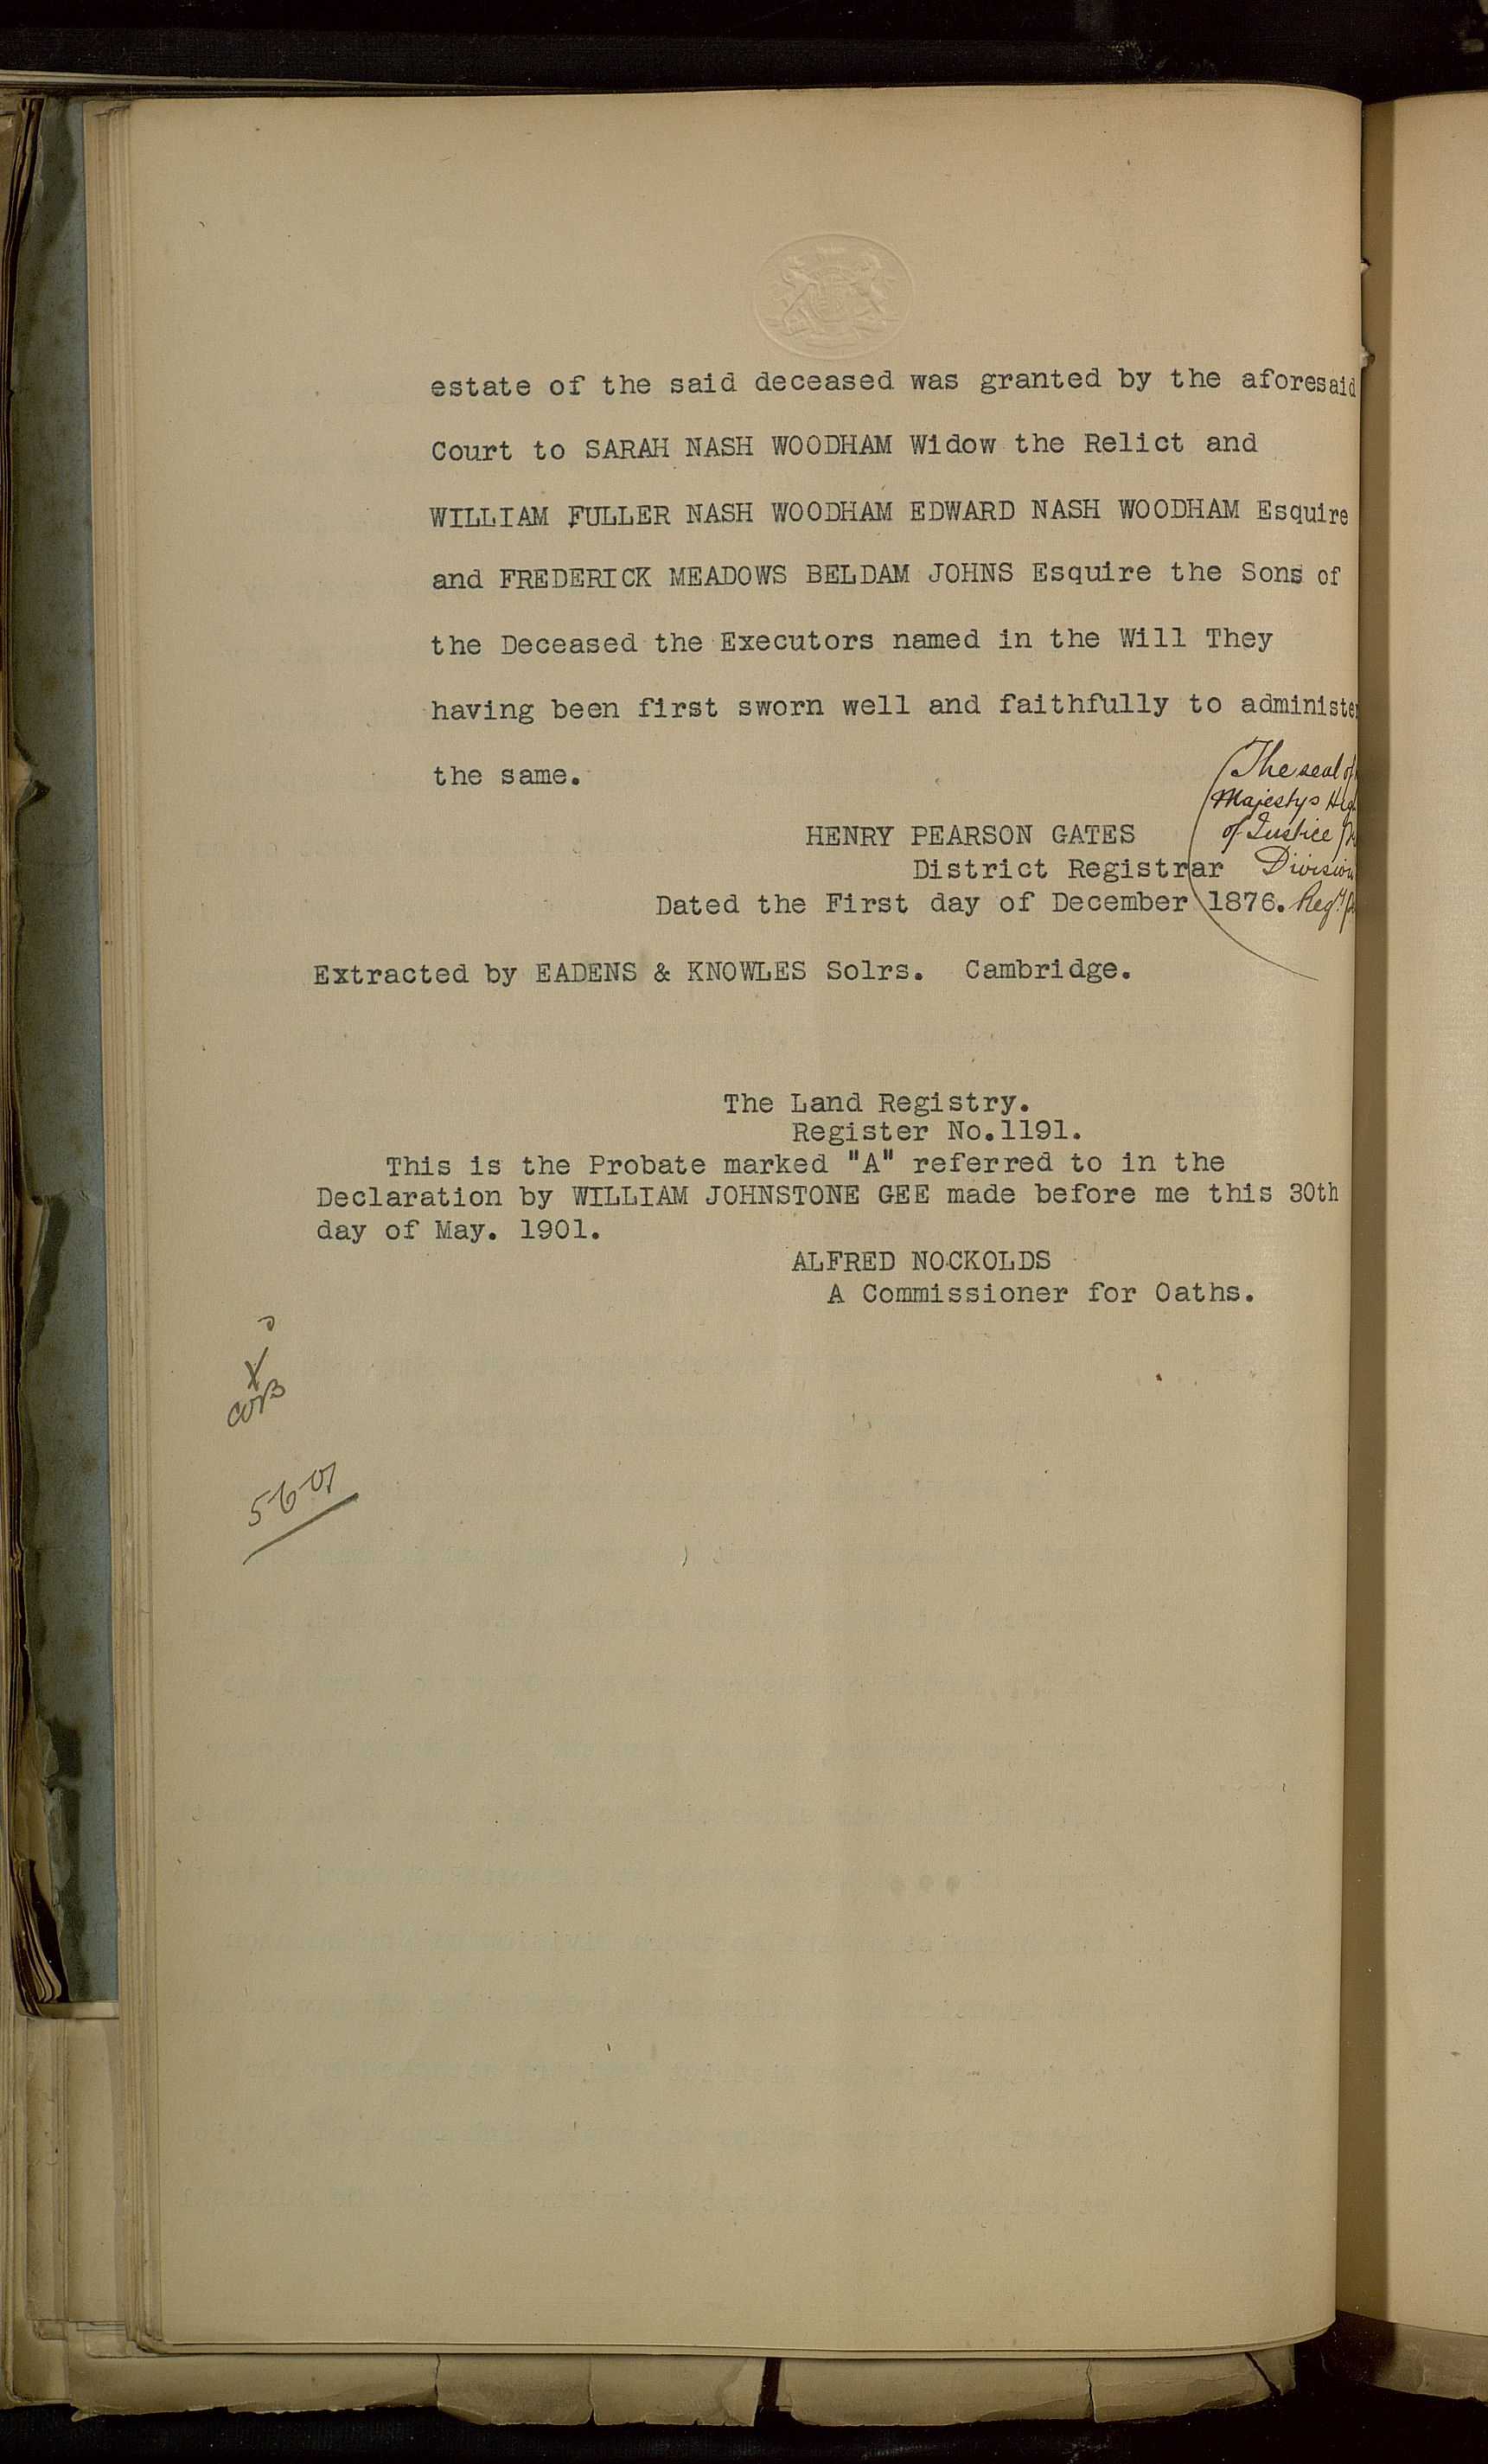 estate of the said deceased was granted by the aforesaid
Court to SARAH NASH WOODHAM Widow the Relict and
WILLIAM FULLER NASH WOODHAM EDWARD NASH WOODHAM Esquire
and FREDERICK MEADOWS BELDAM JOHNS Esquire the Sons of
the Deceased the Executors named in the Will They
having been first sworn well and faithfully to administer
the same.
The seal of
Majestys Hig
of Justice
Division
HENRY PEARSON GATES
District Registrar
Dated the First day of December 1876.
Extracted by EADENS & KNOWLES Solrs. Cambridge.
The Land Registry.
Register No.1191.
This is the Probate marked "A" referred to in the
Declaration by WILLIAM JOHNSTONE GEE made before me this 30th
day of May. 1901.
ALFRED NOCKOLDS
A Commissioner for Oaths.